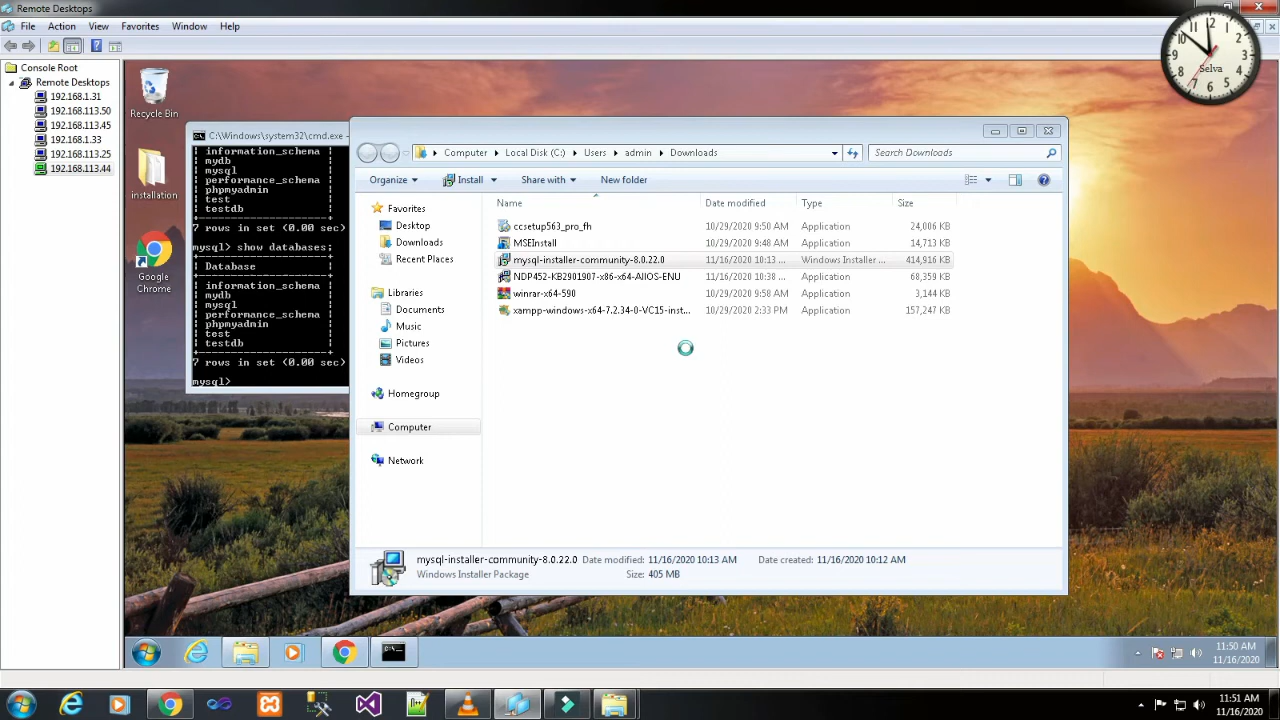 Remote Desktops
File Action View Favorites Window Help
Console Root
Remote Desktops
192.168.1.31
192.168.113.50
192.168.113.45
192.168.1.33
192.168.113.25
192.168.113.44
12
11 1
10 2
9 3
8 4
7 6 5
Selva
Recycle Bin
installation
Google
Chrome
C:\Windows\system32\cmd.exe -
| information_schema |
| mydb |
| mysql |
| performance_schema |
| phpmyadmin |
| test |
| testdb |
+--------------------+
7 rows in set (0.00 sec)
mysql> show databases;
+--------------------+
| Database |
+--------------------+
| information_schema |
| mydb |
| mysql |
| performance_schema |
| phpmyadmin |
| test |
| testdb |
+--------------------+
7 rows in set (0.00 sec)
mysql>
Computer Local Disk (C:) Users admin Downloads
Search Downloads
Organize Install Share with New folder
Favorites
Desktop
Downloads
Recent Places
Libraries
Documents
Music
Pictures
Videos
Homegroup
Computer
Network
Name Date modified Type Size
ccsetup563_pro_fh 10/29/2020 9:50 AM Application 24,006 KB
MSEInstall 10/29/2020 9:48 AM Application 14,713 KB
mysql-installer-community-8.0.22.0 11/16/2020 10:13 ... Windows Installer ... 414,916 KB
NDP452-KB2901907-x86-x64-AllOS-ENU 11/16/2020 10:38 ... Application 68,359 KB
winrar-x64-590 10/29/2020 9:58 AM Application 3,144 KB
xampp-windows-x64-7.2.34-0-VC15-inst... 10/29/2020 2:33 PM Application 157,247 KB
mysql-installer-community-8.0.22.0 Date modified: 11/16/2020 10:13 AM Date created: 11/16/2020 10:12 AM
Windows Installer Package Size: 405 MB
11:50 AM
11/16/2020
11:51 AM
11/16/2020